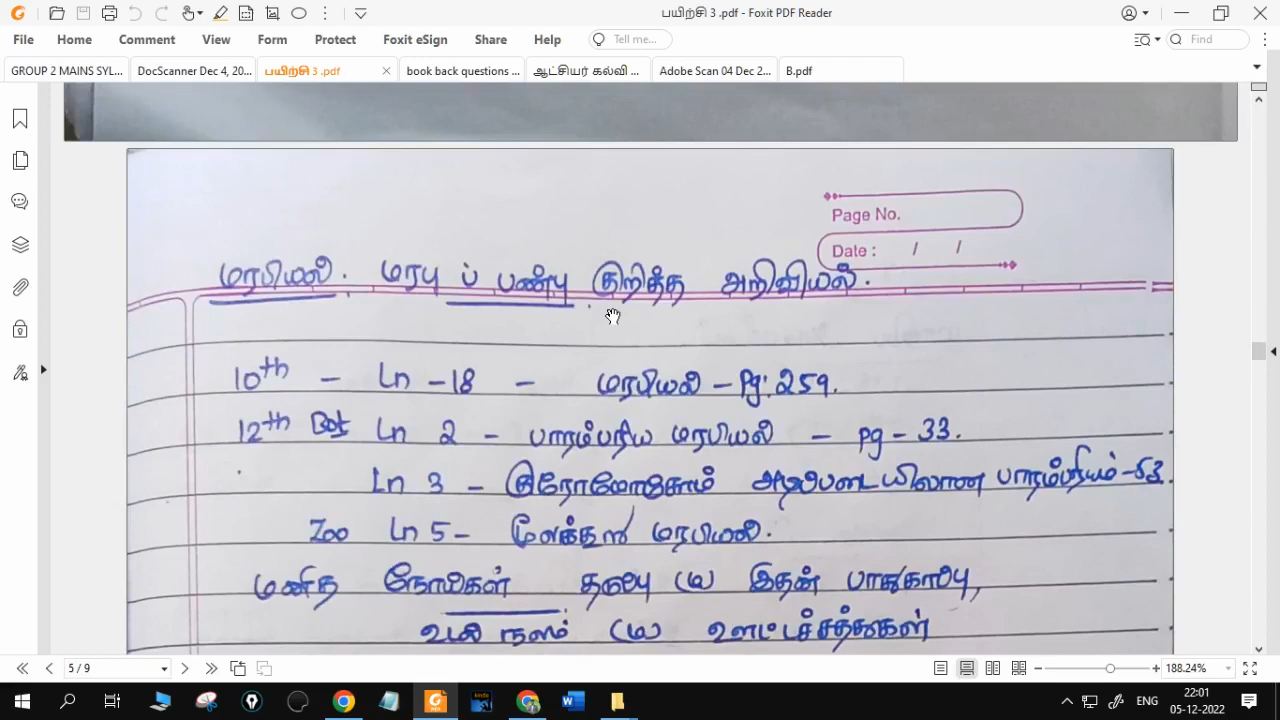 பயிற்சி 3 .pdf - Foxit PDF Reader
File Home Comment View Form Protect Foxit eSign Share Help Tell me... Find
GROUP 2 MAINS SYL... DocScanner Dec 4, 20... பயிற்சி 3 .pdf book back questions ... ஆட்சியர் கல்வி ... Adobe Scan 04 Dec 2... B.pdf
Page No.
Date : / /
மரபியல். மரபு ப் பண்பு குறித்த அறிவியல்.
10th - Ln -18 - மரபியல் - Pg: 259.
12th Bot Ln 2 - பாரம்பரிய மரபியல் - pg - 33.
Ln 3 - குரோமோசோம் அடிப்படையிலான பாரம்பரியம் - 53.
Zoo Ln 5 - மூலக்கூறு மரபியல்.
மனித நோய்கள் தடுப்பு (ம) இதன் பாதுகாப்பு,
உடல் நலம் (ம) ஊட்டச்சத்துகள்
5 / 9 188.24%
ENG 22:01
05-12-2022